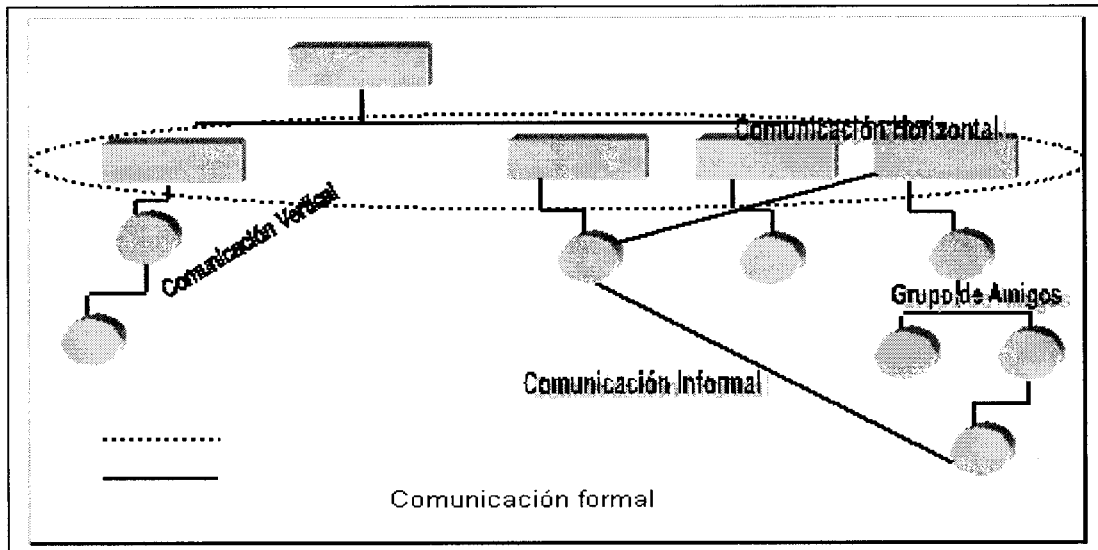 Comunicación Horizontal
Comunicación Vertical
Grupo de Amigos
Comunicación Informal
Comunicación formal